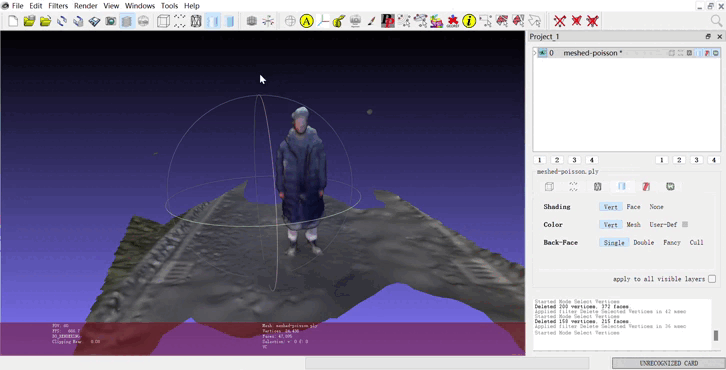 File Edit Filters Render View Windows Tools Help
A
Project_1
0 meshed-poisson *
1 2 3 4 1 2 3 4
meshed-poisson.ply
Shading Vert Face None
Color Vert Mesh User-Def
Back-Face Single Double Fancy Cull
apply to all visible layers
Started Mode Select Vertices
Deleted 200 vertices, 372 faces.
Applied filter Delete Selected Vertices in 42 msec
Started Mode Select Vertices
Deleted 150 vertices, 215 faces.
Applied filter Delete Selected Vertices in 36 msec
Started Mode Select Vertices
Mesh: meshed-poisson.ply
Vertices:
Faces:
Selection: v: 0 f: 0
VC
UNRECOGNIZED CARD